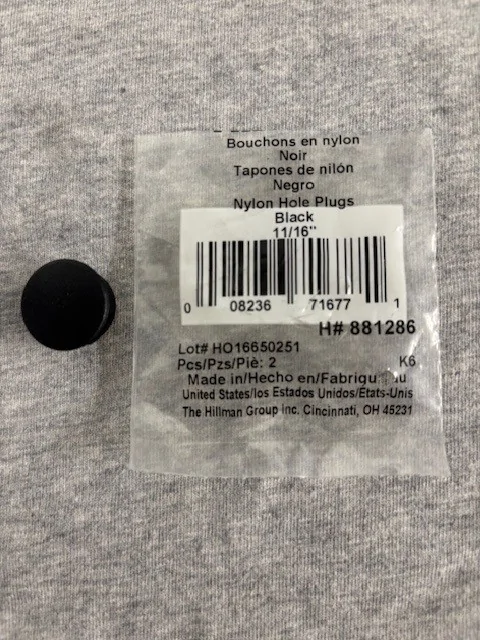 Bouchons en nylon
Noir
Tapones de nilón
Negro
Nylon Hole Plugs
Black
11/16"
0 08236 71677 1
H# 881286
Lot# HO16650251
Pcs/Pzs/Piè: 2 K6
Made in/Hecho en/Fabriqu
United States/los Estados Unidos/États-Unis
The Hillman Group Inc. Cincinnati, OH 45231